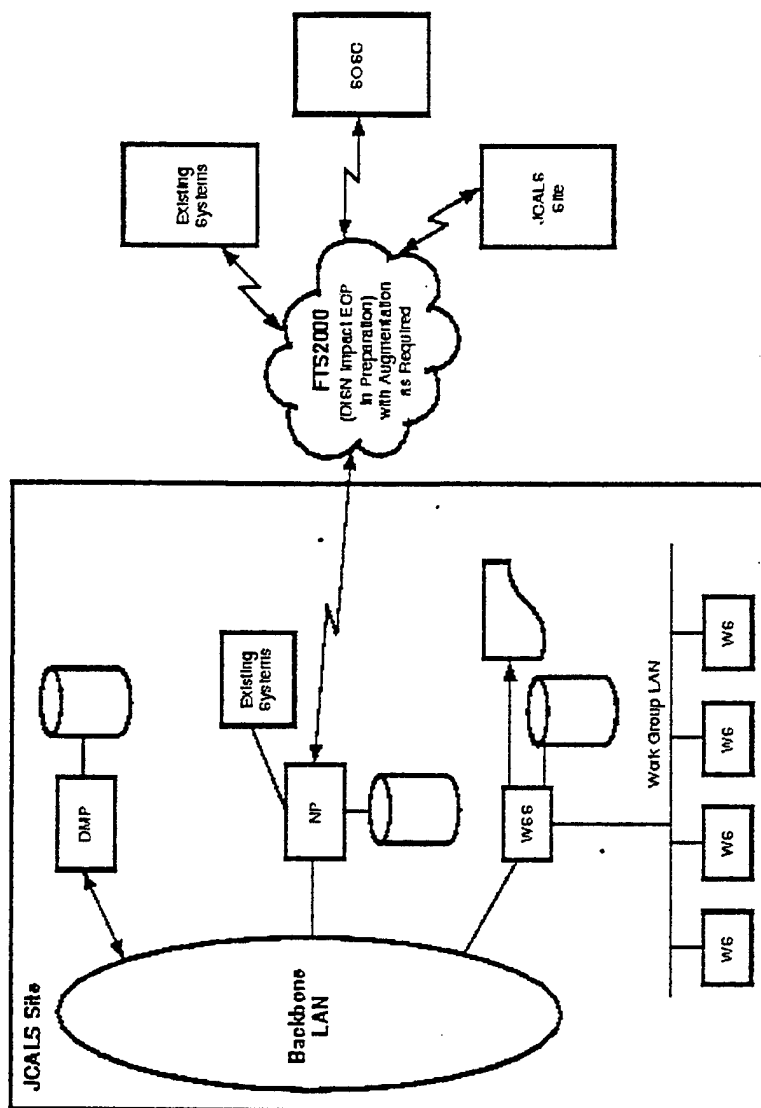 JCALS Site
Backbone
LAN
DMP
NP
Existing
Systems
WSS
Work Group LAN
WS
WS
WS
WS
FTS2000
(DISN Impact ECP
In Preparation)
with Augmentation
as Required
Existing
Systems
SOSC
JCALS
Site